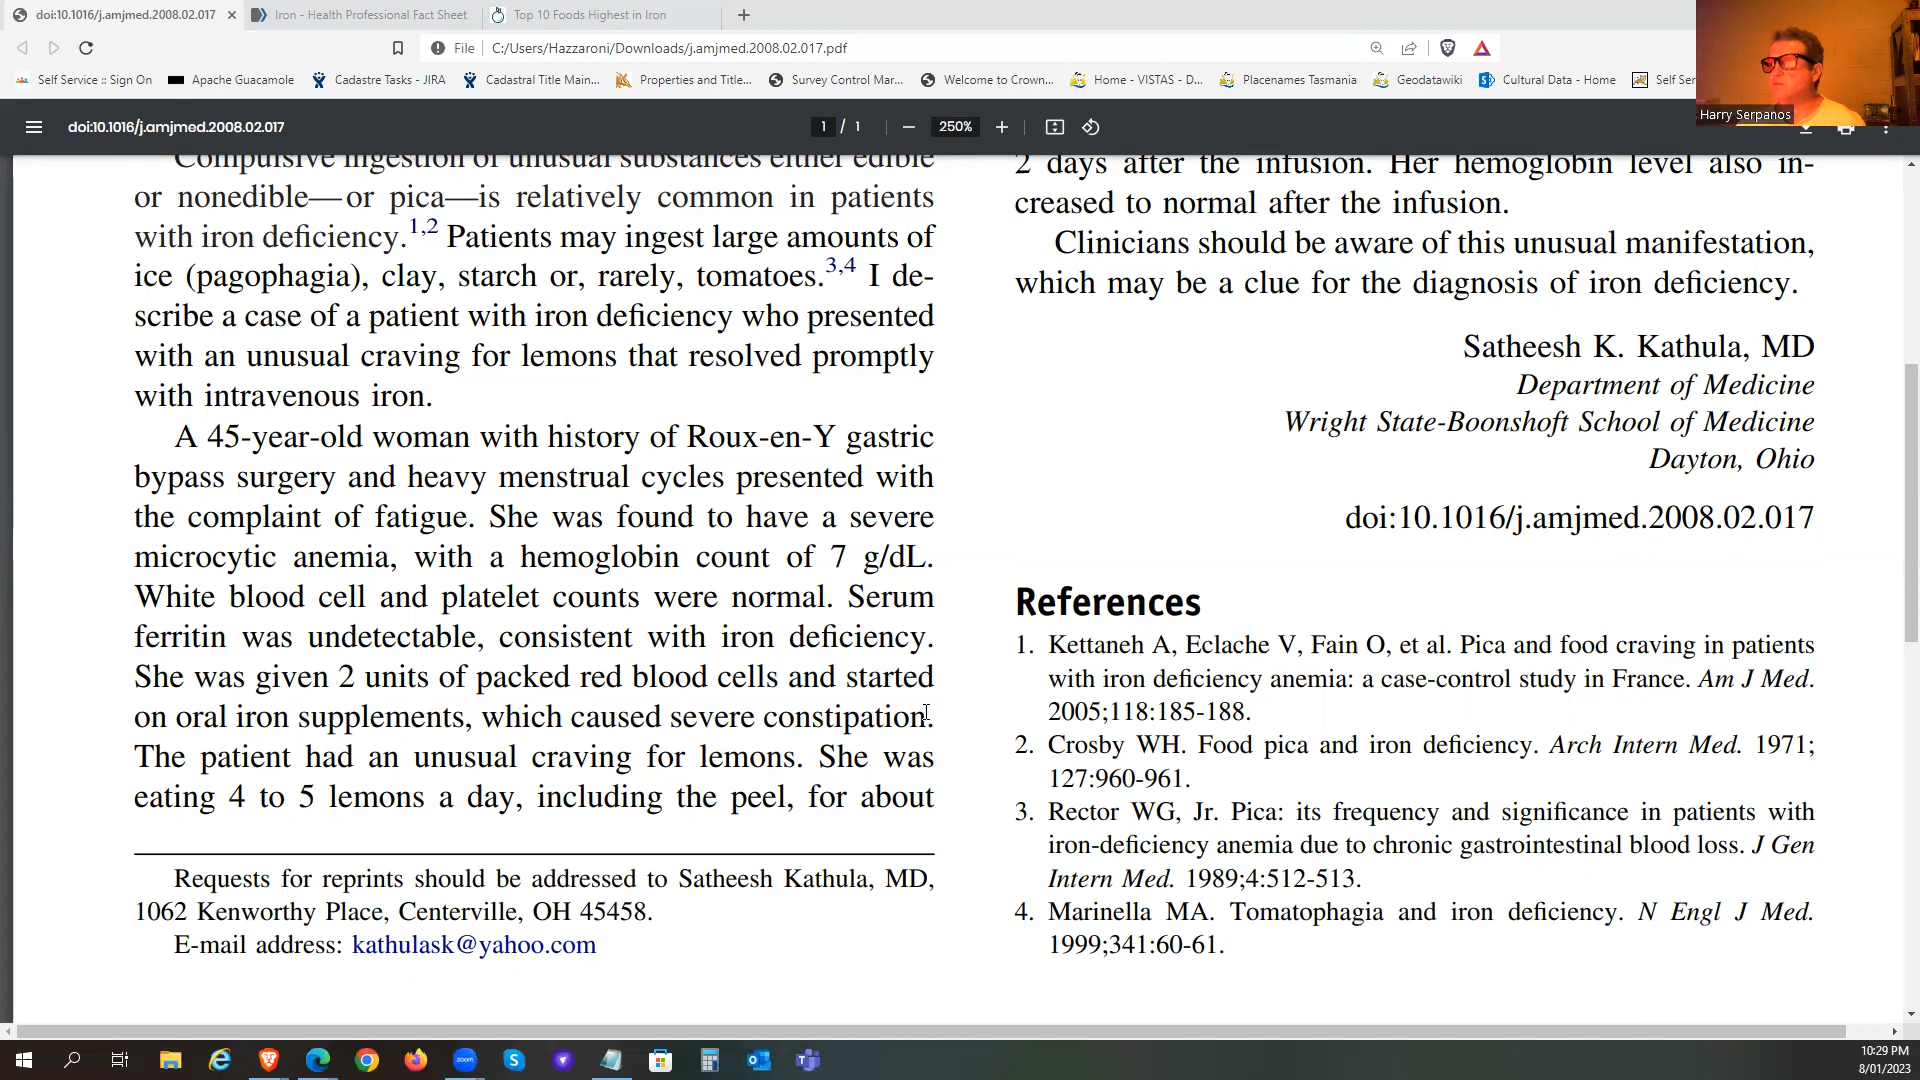 doi:10.1016/j.amjmed.2008.02.017
Iron - Health Professional Fact Sheet
Top 10 Foods Highest in Iron
File
C:/Users/Hazzaroni/Downloads/j.amjmed.2008.02.017.pdf
Self Service :: Sign On
Apache Guacamole
Cadastre Tasks - JIRA
Cadastral Title Main...
Properties and Title...
Survey Control Mar...
Welcome to Crown...
Home - VISTAS - D...
Placenames Tasmania
Geodatawiki
Cultural Data - Home
Self Ser
Harry Serpanos
doi:10.1016/j.amjmed.2008.02.017
1 / 1
250%
Compulsive ingestion of unusual substances either edible
or nonedible—or pica—is relatively common in patients
with iron deficiency.1,2 Patients may ingest large amounts of
ice (pagophagia), clay, starch or, rarely, tomatoes.3,4 I de-
scribe a case of a patient with iron deficiency who presented
with an unusual craving for lemons that resolved promptly
with intravenous iron.
A 45-year-old woman with history of Roux-en-Y gastric
bypass surgery and heavy menstrual cycles presented with
the complaint of fatigue. She was found to have a severe
microcytic anemia, with a hemoglobin count of 7 g/dL.
White blood cell and platelet counts were normal. Serum
ferritin was undetectable, consistent with iron deficiency.
She was given 2 units of packed red blood cells and started
on oral iron supplements, which caused severe constipation.
The patient had an unusual craving for lemons. She was
eating 4 to 5 lemons a day, including the peel, for about
Requests for reprints should be addressed to Satheesh Kathula, MD,
1062 Kenworthy Place, Centerville, OH 45458.
E-mail address: kathulask@yahoo.com
2 days after the infusion. Her hemoglobin level also in-
creased to normal after the infusion.
Clinicians should be aware of this unusual manifestation,
which may be a clue for the diagnosis of iron deficiency.
Satheesh K. Kathula, MD
Department of Medicine
Wright State-Boonshoft School of Medicine
Dayton, Ohio
doi:10.1016/j.amjmed.2008.02.017
References
1. Kettaneh A, Eclache V, Fain O, et al. Pica and food craving in patients
with iron deficiency anemia: a case-control study in France. Am J Med.
2005;118:185-188.
2. Crosby WH. Food pica and iron deficiency. Arch Intern Med. 1971;
127:960-961.
3. Rector WG, Jr. Pica: its frequency and significance in patients with
iron-deficiency anemia due to chronic gastrointestinal blood loss. J Gen
Intern Med. 1989;4:512-513.
4. Marinella MA. Tomatophagia and iron deficiency. N Engl J Med.
1999;341:60-61.
zoom
10:29 PM
8/01/2023